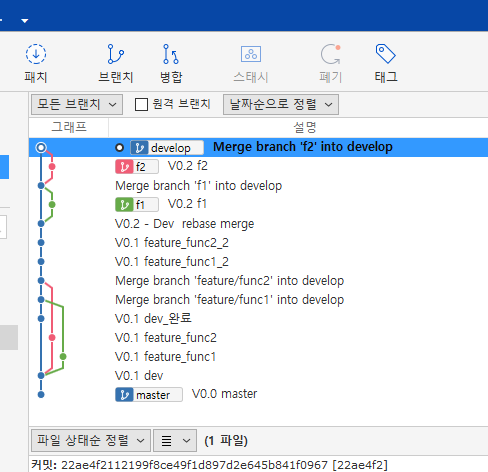 패치 브랜치 병합 스태시 폐기 태그
모든 브랜치 원격 브랜치 날짜순으로 정렬
그래프 설명
develop Merge branch 'f2' into develop
f2 V0.2 f2
Merge branch 'f1' into develop
f1 V0.2 f1
V0.2 - Dev rebase merge
V0.1 feature_func2_2
V0.1 feature_func1_2
Merge branch 'feature/func2' into develop
Merge branch 'feature/func1' into develop
V0.1 dev_완료
V0.1 feature_func2
V0.1 feature_func1
V0.1 dev
master V0.0 master
파일 상태순 정렬 (1 파일)
커밋: 22ae4f2112199f8ce49f1d897d2e645b841f0967 [22ae4f2]